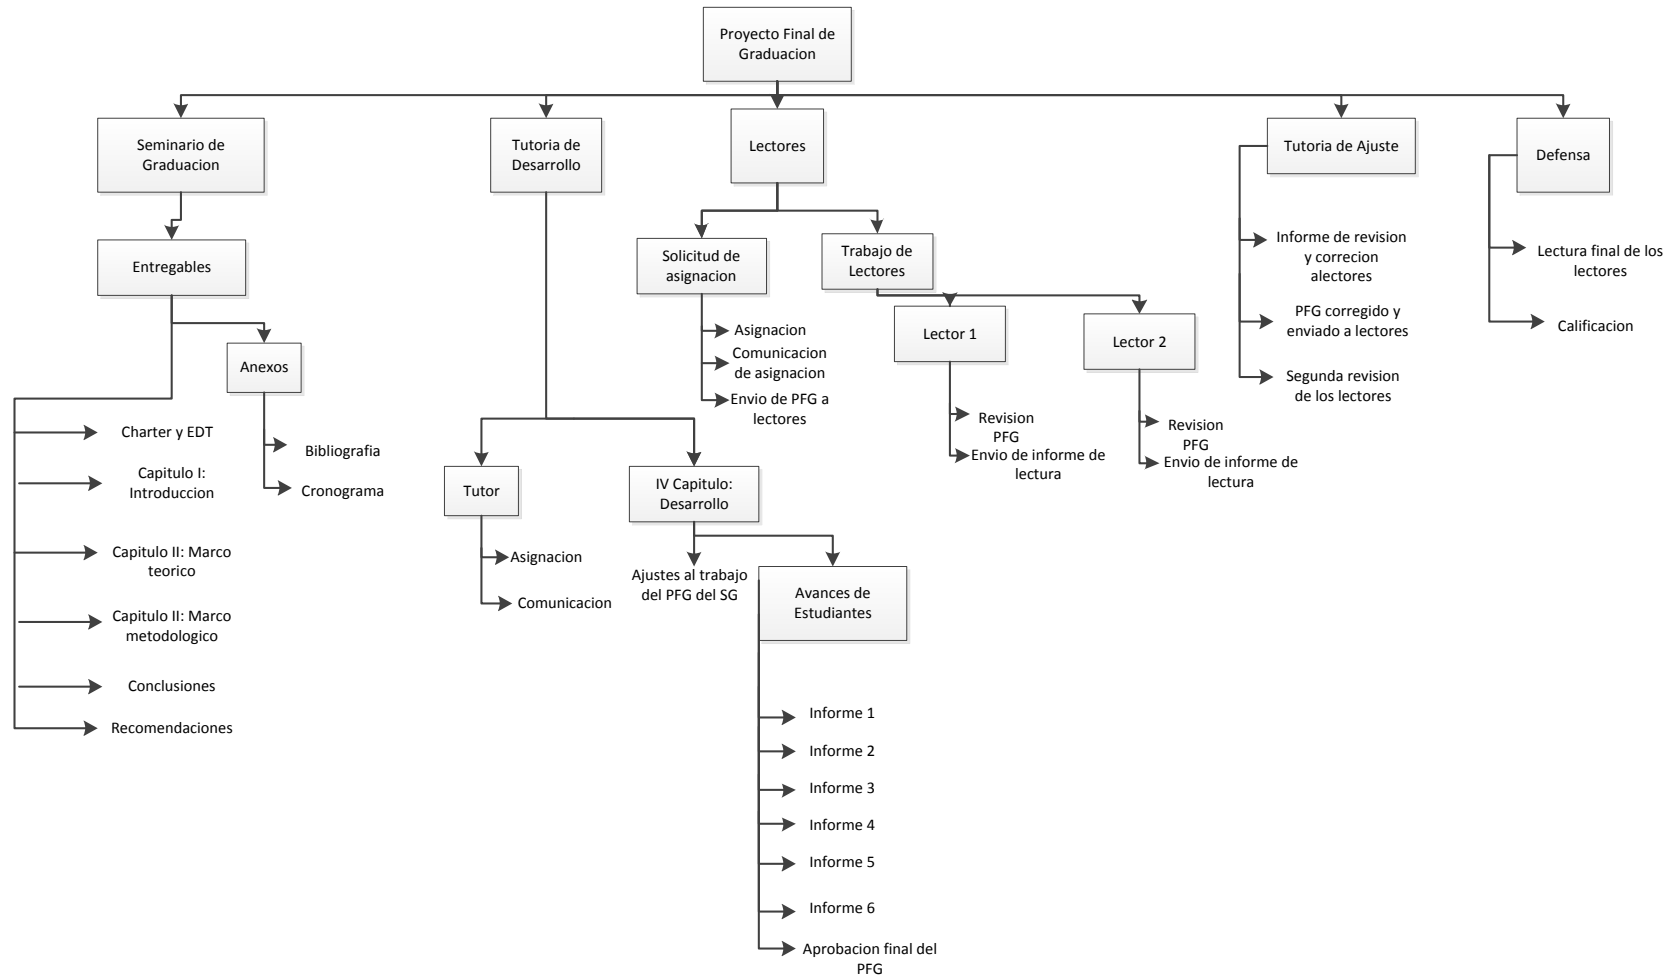 Proyecto Final de
Graduacion
Seminario de
Graduacion
Tutoria de
Desarrollo
Lectores
Tutoria de Ajuste
Defensa
Entregables
Anexos
Charter y EDT
Capitulo I:
Introduccion
Capitulo II: Marco
teorico
Capitulo II: Marco
metodologico
Conclusiones
Recomendaciones
Bibliografia
Cronograma
Tutor
Asignacion
Comunicacion
IV Capitulo:
Desarrollo
Ajustes al trabajo
del PFG del SG
Avances de
Estudiantes
Informe 1
Informe 2
Informe 3
Informe 4
Informe 5
Informe 6
Aprobacion final del
PFG
Solicitud de
asignacion
Asignacion
Comunicacion
de asignacion
Envio de PFG a
lectores
Trabajo de
Lectores
Lector 1
Revision
PFG
Envio de informe de
lectura
Lector 2
Revision
PFG
Envio de informe de
lectura
Informe de revision
y correcion
alectores
PFG corregido y
enviado a lectores
Segunda revision
de los lectores
Lectura final de los
lectores
Calificacion